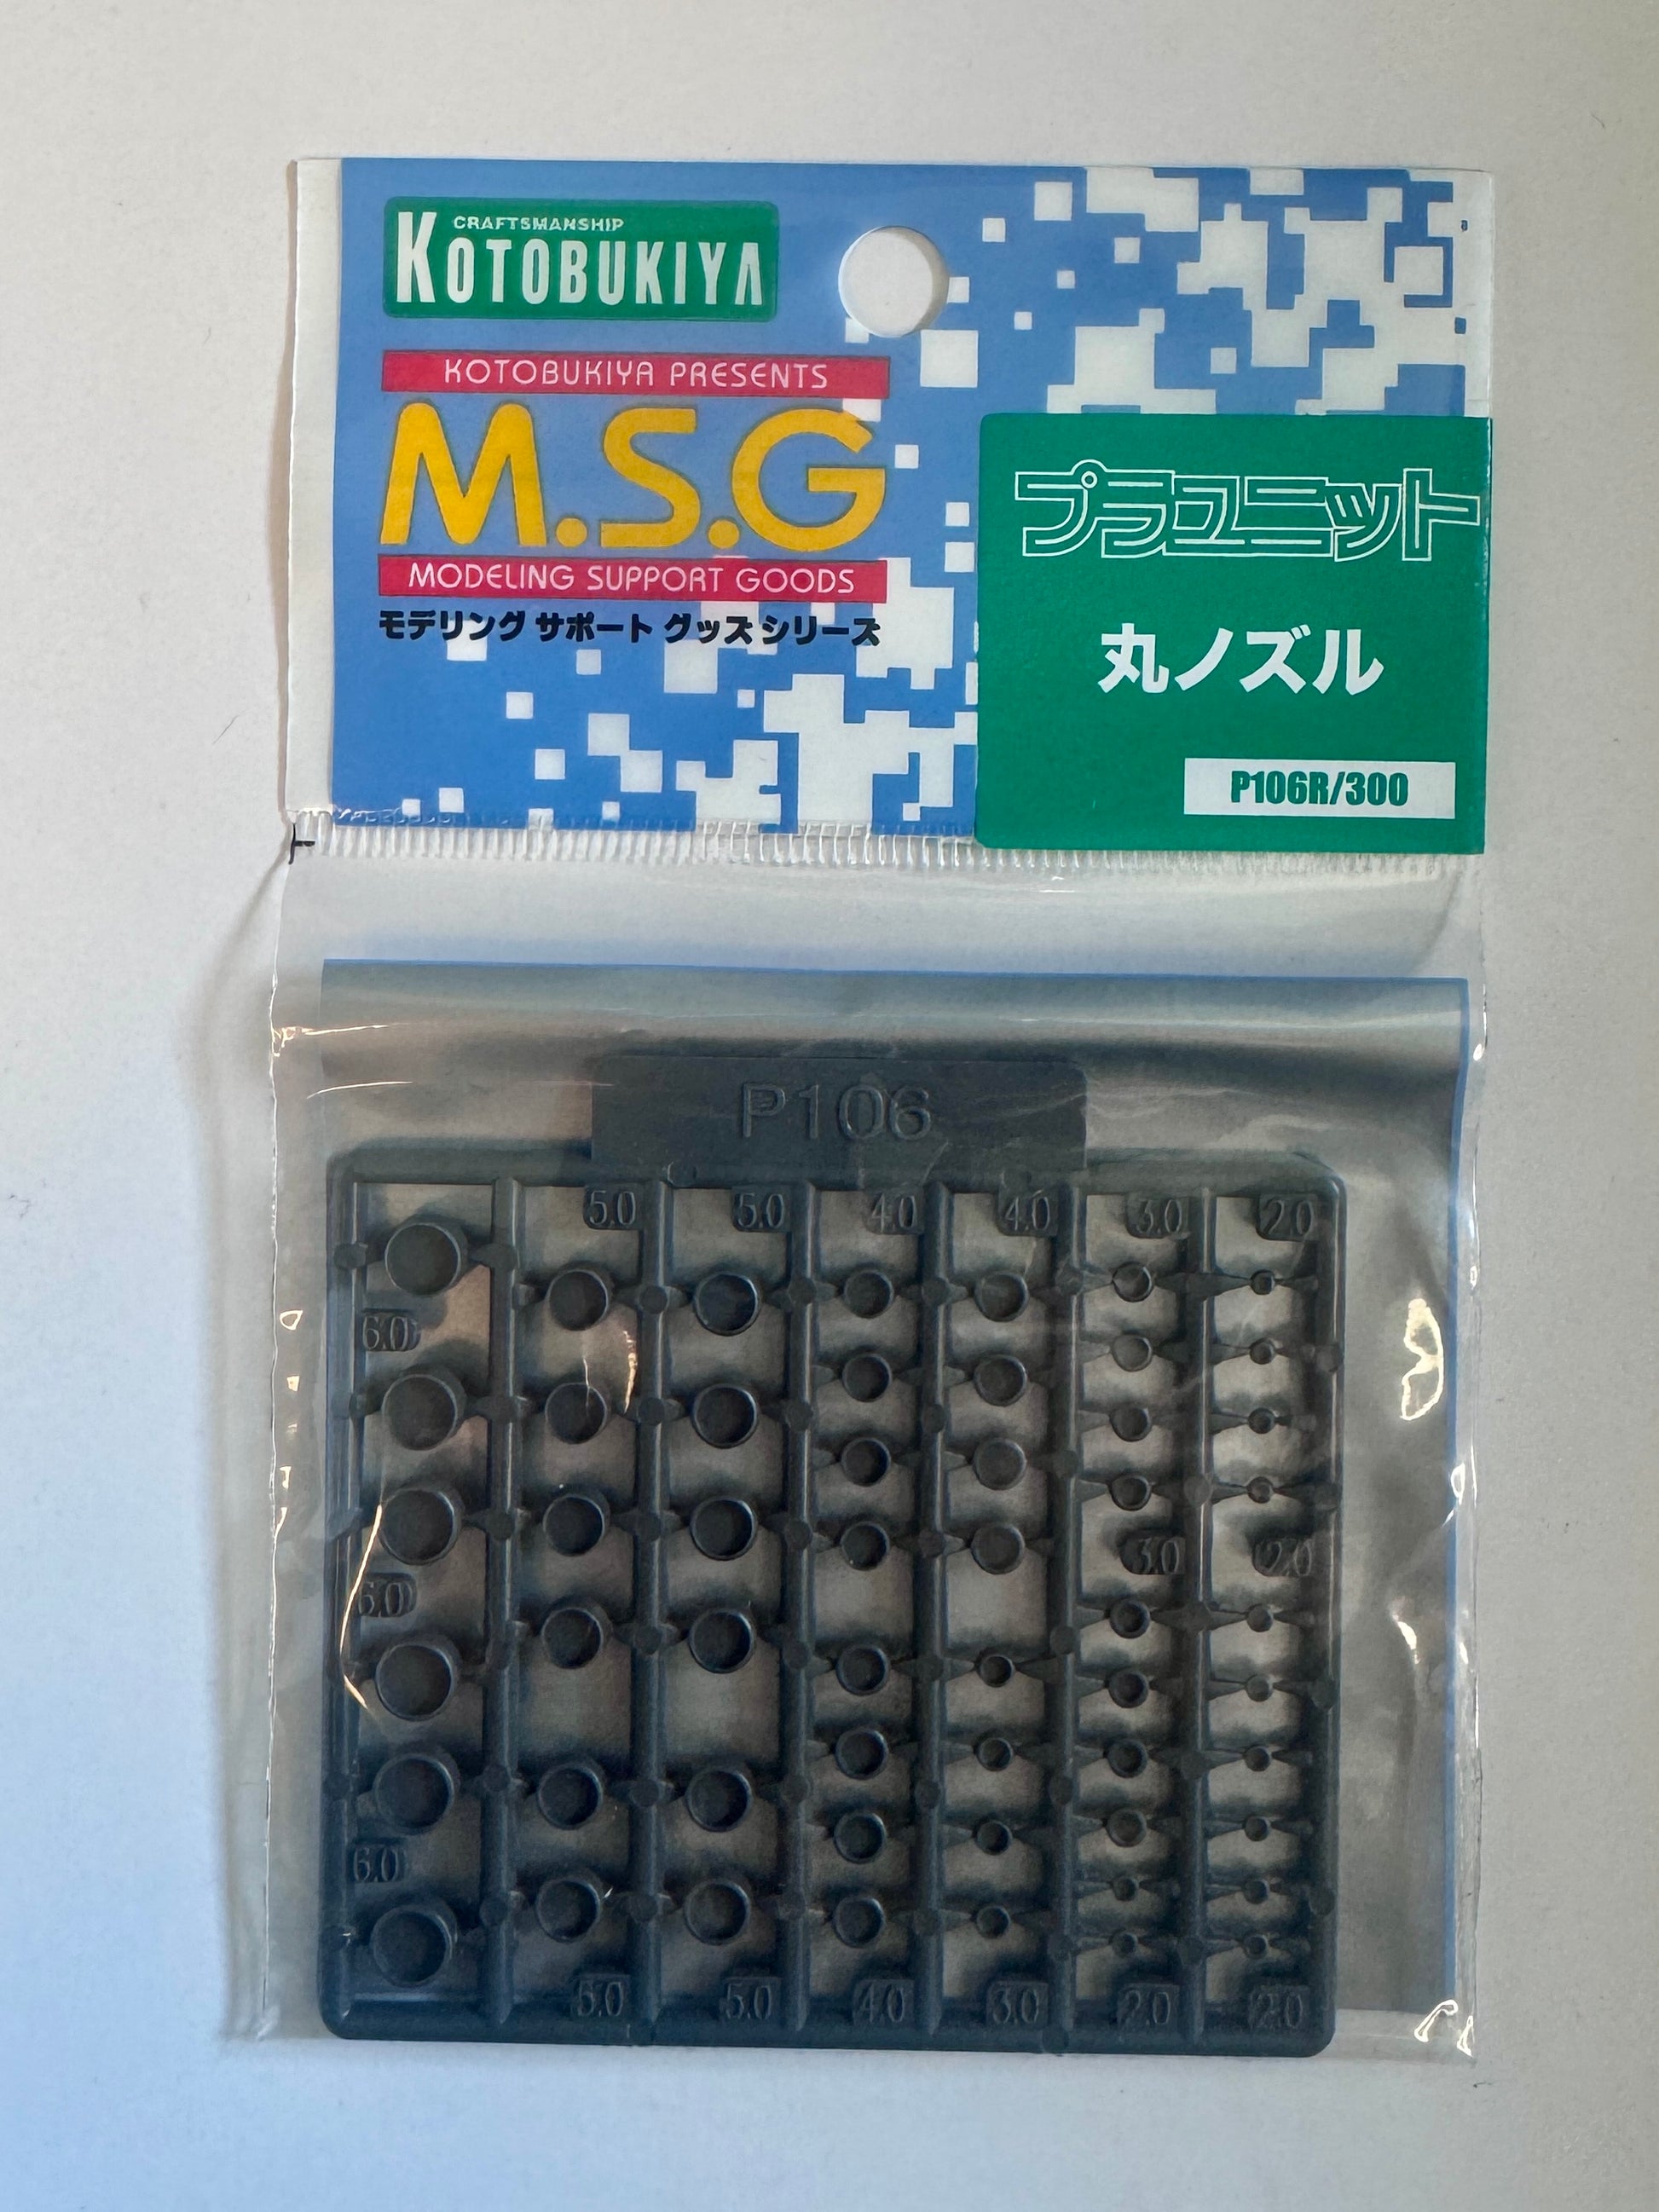 CRAFTSMANSHIP
KOTOBUKIYA
KOTOBUKIYA PRESENTS
M.S.G
MODELING SUPPORT GOODS
モデリング サポート グッズ シリーズ
プラユニット
丸ノズル
P106R/300
P106
5.0 5.0 4.0 4.0 3.0 2.0
6.0
3.0 2.0
6.0
6.0
5.0 5.0 4.0 3.0 2.0 2.0